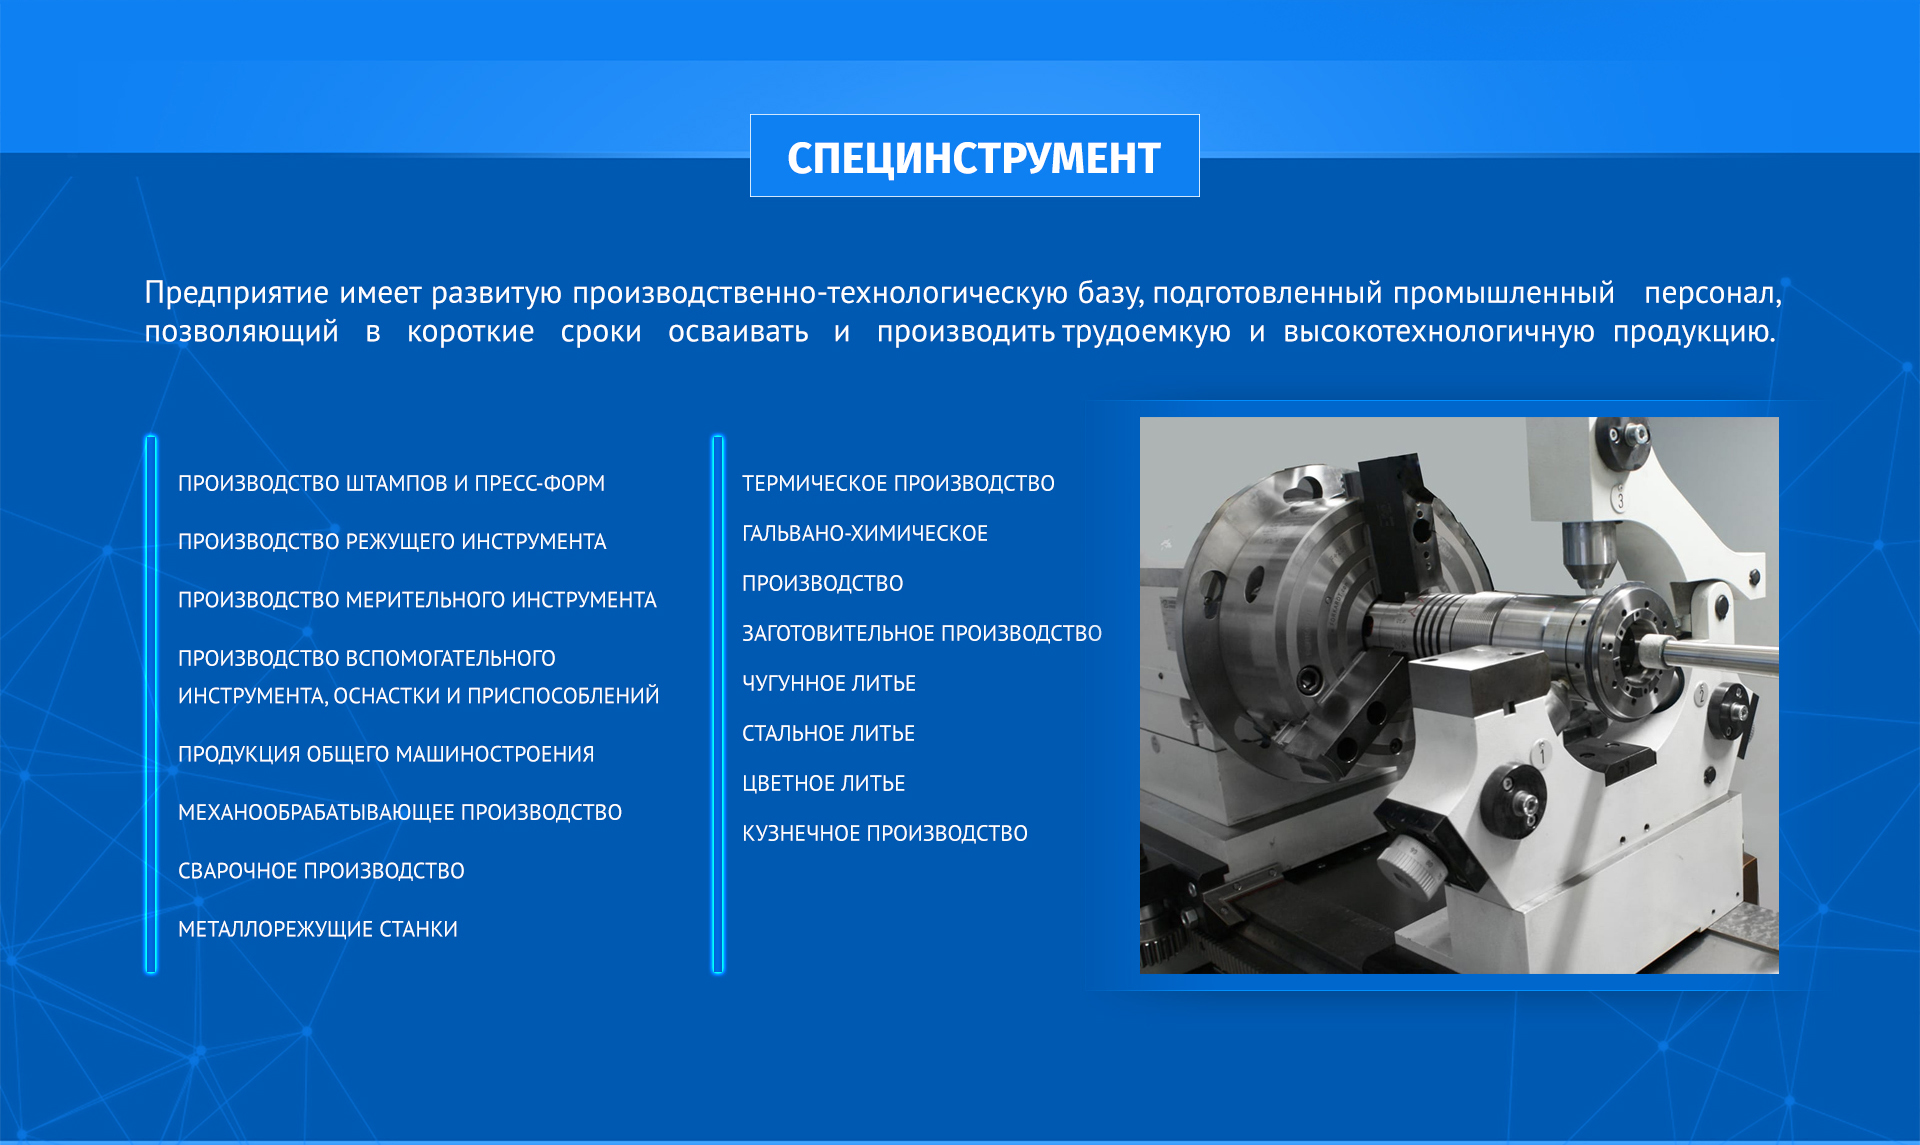 СПЕЦИНСТРУМЕНТ
Предприятие имеет развитую производственно-технологическую базу, подготовленный промышленный персонал,
позволяющий в короткие сроки осваивать и производить трудоемкую и высокотехнологичную продукцию.
ПРОИЗВОДСТВО ШТАМПОВ И ПРЕСС-ФОРМ
ПРОИЗВОДСТВО РЕЖУЩЕГО ИНСТРУМЕНТА
ПРОИЗВОДСТВО МЕРИТЕЛЬНОГО ИНСТРУМЕНТА
ПРОИЗВОДСТВО ВСПОМОГАТЕЛЬНОГО
ИНСТРУМЕНТА, ОСНАСТКИ И ПРИСПОСОБЛЕНИЙ
ПРОДУКЦИЯ ОБЩЕГО МАШИНОСТРОЕНИЯ
МЕХАНООБРАБАТЫВАЮЩЕЕ ПРОИЗВОДСТВО
СВАРОЧНОЕ ПРОИЗВОДСТВО
МЕТАЛЛОРЕЖУЩИЕ СТАНКИ
ТЕРМИЧЕСКОЕ ПРОИЗВОДСТВО
ГАЛЬВАНО-ХИМИЧЕСКОЕ
ПРОИЗВОДСТВО
ЗАГОТОВИТЕЛЬНОЕ ПРОИЗВОДСТВО
ЧУГУННОЕ ЛИТЬЕ
СТАЛЬНОЕ ЛИТЬЕ
ЦВЕТНОЕ ЛИТЬЕ
КУЗНЕЧНОЕ ПРОИЗВОДСТВО
3
2
1